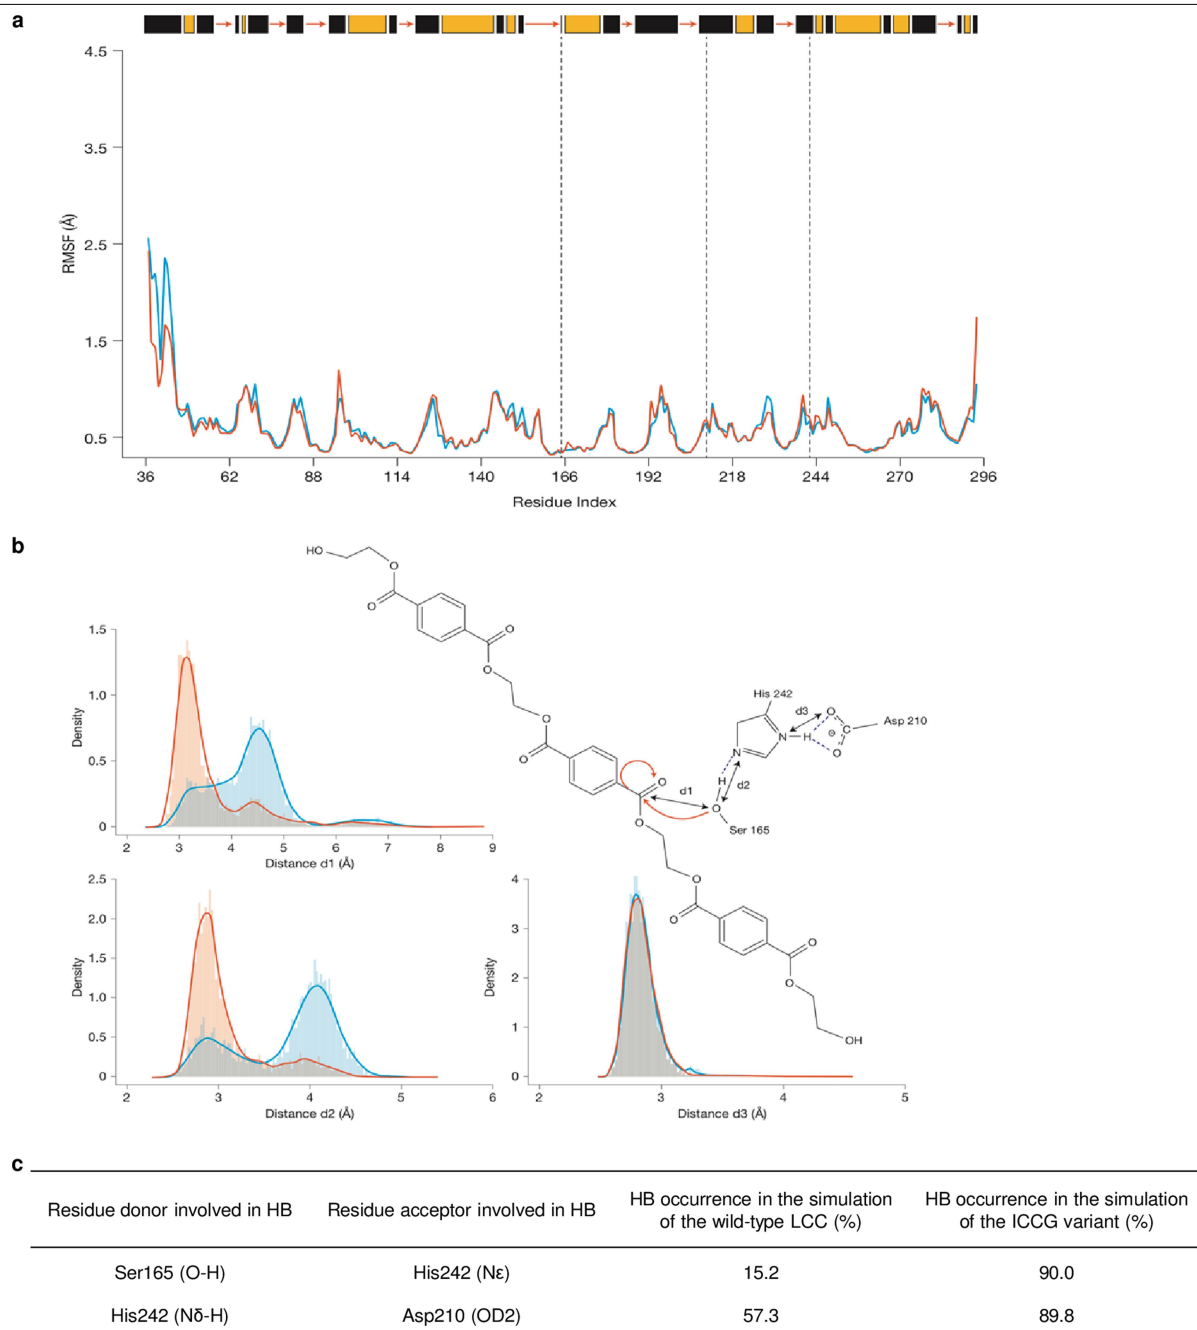 a
4.5
3.5
2.5
1.5
0.5
RMSF (Å)
36 62 88 114 140 166 192 218 244 270 296
Residue Index
b
HO
O
O
O
O
O
O
O
O
O
O
O
O
OH
His 242
d3
O
N
H
C
⊖
Asp 210
O
N
H
d2
d1
O
Ser 165
1.5
1.0
0.5
0
Density
2 3 4 5 6 7 8 9
Distance d1 (Å)
2.5
2.0
1.5
1.0
0.5
0
Density
2 3 4 5 6
Distance d2 (Å)
4
3
2
1
0
Density
2 3 4 5
Distance d3 (Å)
c
Residue donor involved in HB
Residue acceptor involved in HB
HB occurrence in the simulation
of the wild-type LCC (%)
HB occurrence in the simulation
of the ICCG variant (%)
Ser165 (O-H) His242 (Nε) 15.2 90.0
His242 (Nδ-H) Asp210 (OD2) 57.3 89.8